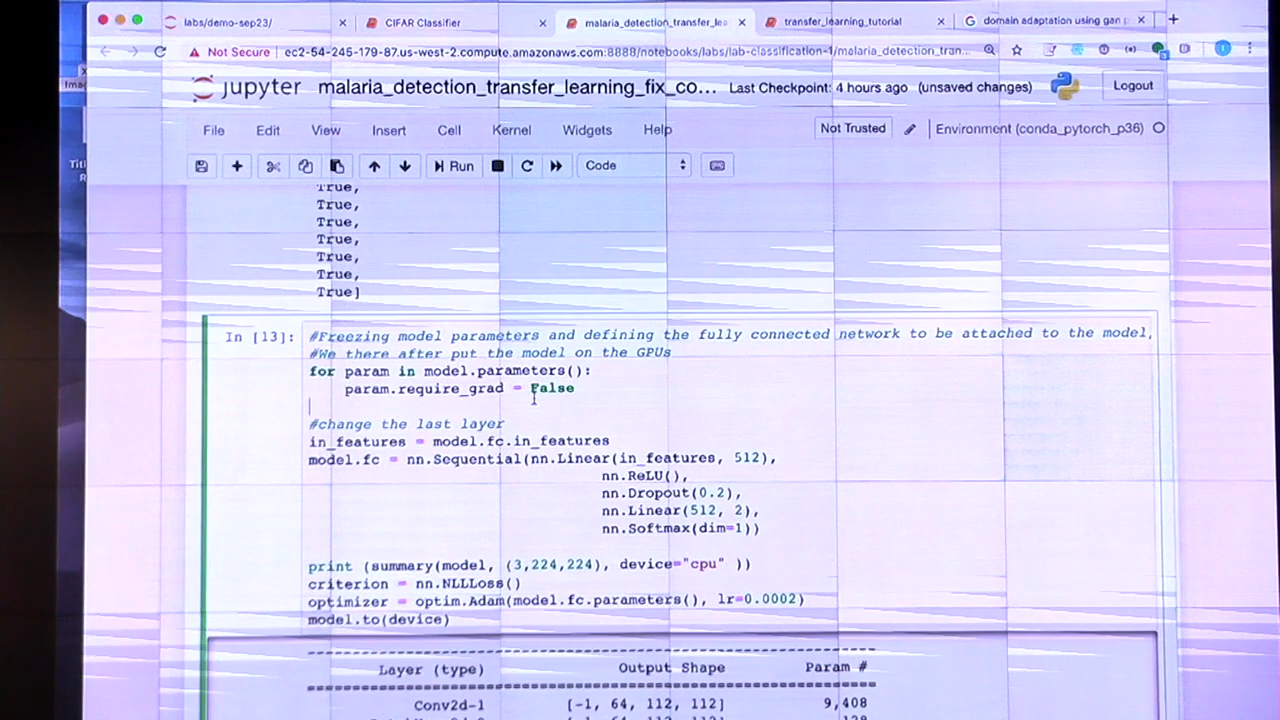 labs/demo-sep23/
CIFAR Classifier
malaria_detection_transfer_lea
transfer_learning_tutorial
domain adaptation using gan p
Not Secure
ec2-54-245-179-87.us-west-2.compute.amazonaws.com:8888/notebooks/labs/lab-classification-1/malaria_detection_tran...
jupyter malaria_detection_transfer_learning_fix_co... Last Checkpoint: 4 hours ago (unsaved changes)
Logout
File Edit View Insert Cell Kernel Widgets Help
Not Trusted
Environment (conda_pytorch_p36)
Run
Code
True,
True,
True,
True,
True,
True,
True]
In [13]: #Freezing model parameters and defining the fully connected network to be attached to the model,
#We there after put the model on the GPUs
for param in model.parameters():
param.require_grad = False
#change the last layer
in_features = model.fc.in_features
model.fc = nn.Sequential(nn.Linear(in_features, 512),
nn.ReLU(),
nn.Dropout(0.2),
nn.Linear(512, 2),
nn.Softmax(dim=1))
print (summary(model, (3,224,224), device="cpu" ))
criterion = nn.NLLLoss()
optimizer = optim.Adam(model.fc.parameters(), lr=0.0002)
model.to(device)
----------------------------------------------------------------
Layer (type) Output Shape Param #
================================================================
Conv2d-1 [-1, 64, 112, 112] 9,408